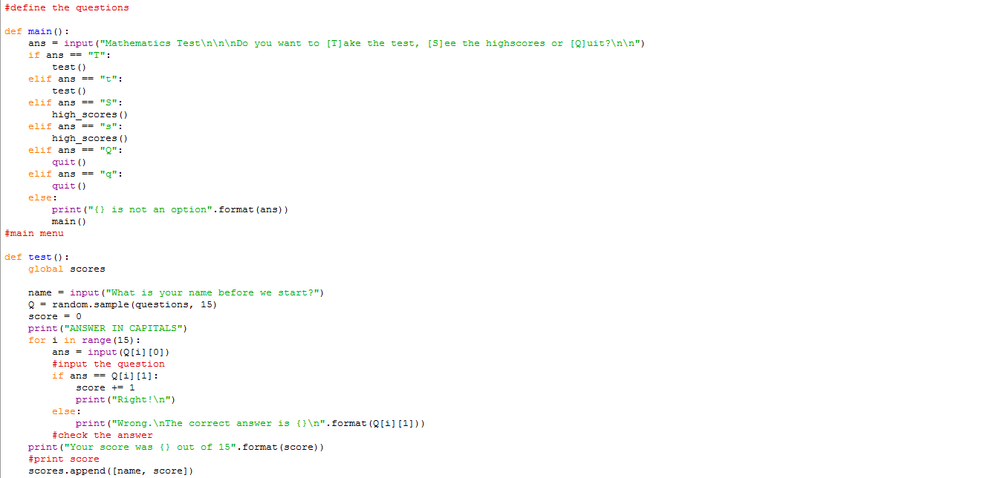 #define the questions
def main():
    ans = input("Mathematics Test\n\n\nDo you want to [T]ake the test, [S]ee the highscores or [Q]uit?\n\n")
    if ans == "T":
        test()
    elif ans == "t":
        test()
    elif ans == "S":
        high_scores()
    elif ans == "s":
        high_scores()
    elif ans == "Q":
        quit()
    elif ans == "q":
        quit()
    else:
        print("{} is not an option".format(ans))
        main()
#main menu
def test():
    global scores
    name = input("What is your name before we start?")
    Q = random.sample(questions, 15)
    score = 0
    print("ANSWER IN CAPITALS")
    for i in range(15):
        ans = input(Q[i][0])
        #input the question
        if ans == Q[i][1]:
            score += 1
            print("Right!\n")
        else:
            print("Wrong.\nThe correct answer is {}\n".format(Q[i][1]))
        #check the answer
    print("Your score was {} out of 15".format(score))
    #print score
    scores.append([name, score])